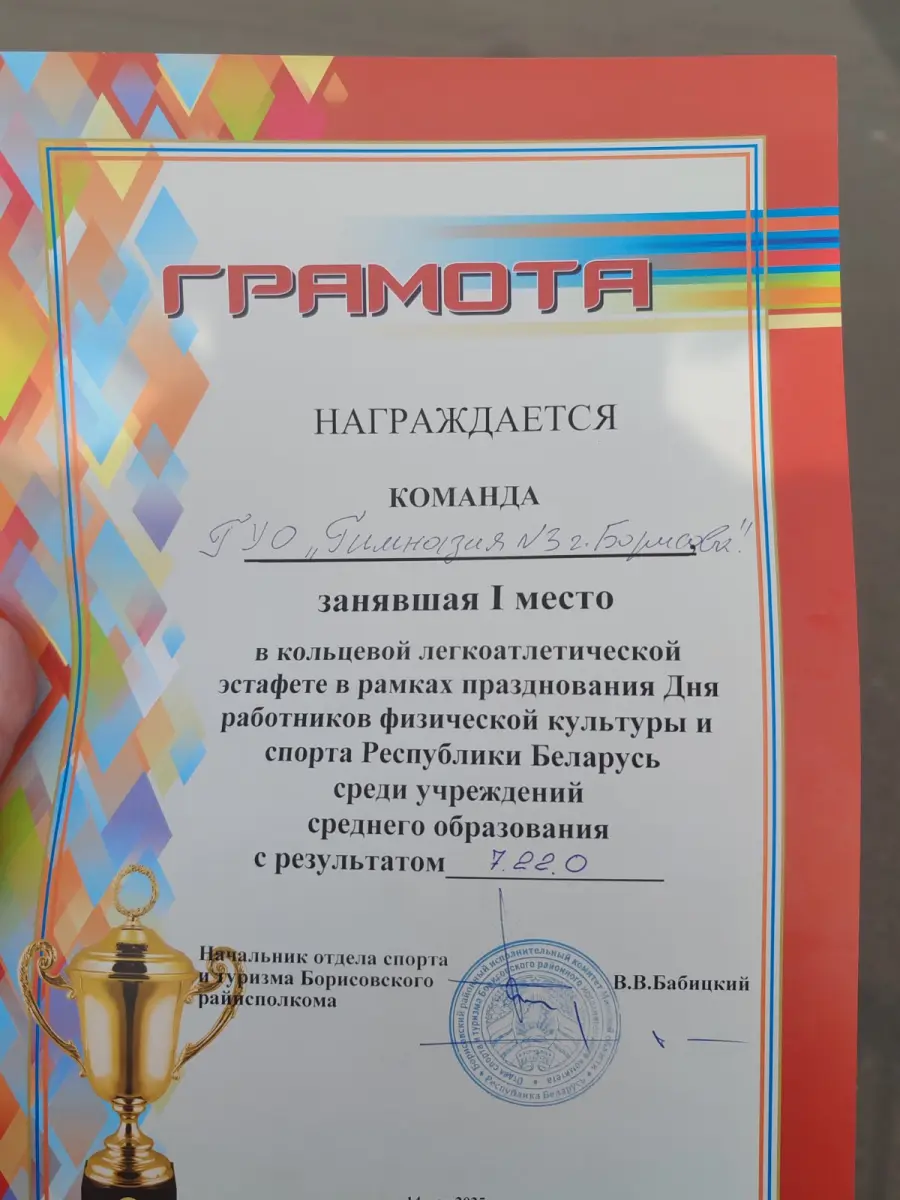 ГРАМОТА
НАГРАЖДАЕТСЯ
КОМАНДА
ГУО „Гимназия №3 г. Борисова"
занявшая I место
в кольцевой легкоатлетической
эстафете в рамках празднования Дня
работников физической культуры и
спорта Республики Беларусь
среди учреждений
среднего образования
с результатом 7.22.0
Начальник отдела спорта
и туризма Борисовского
райисполкома
В.В.Бабицкий